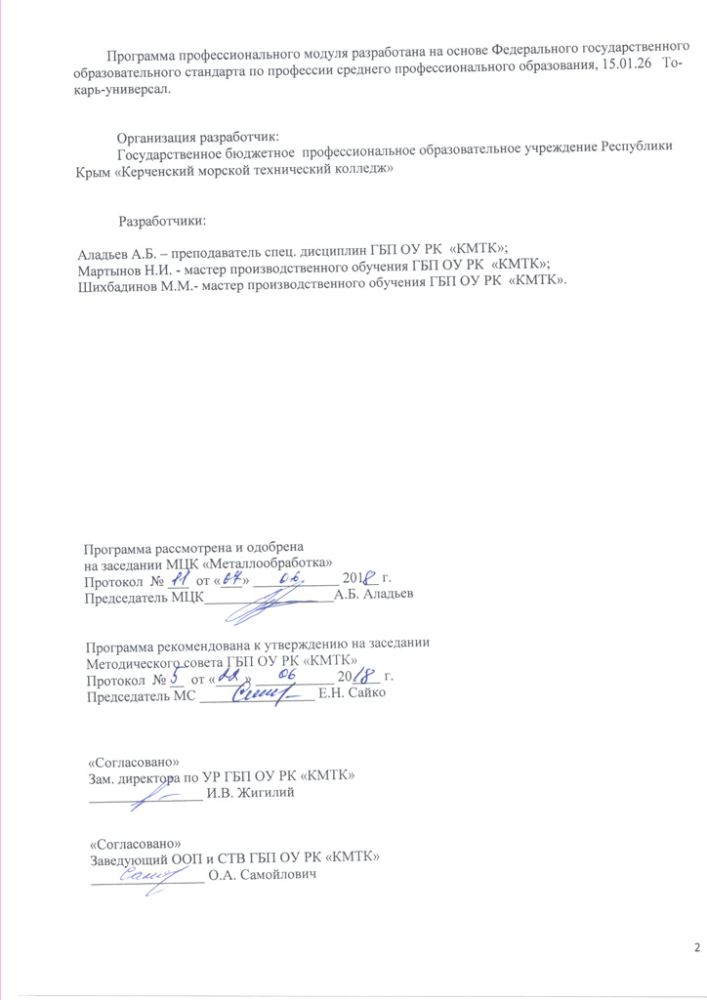 Программа профессионального модуля разработана на основе Федерального государственного
образовательного стандарта по профессии среднего профессионального образования, 15.01.26 То-
карь-универсал.
Организация разработчик:
Государственное бюджетное профессиональное образовательное учреждение Республики
Крым «Керченский морской технический колледж»
Разработчики:
Аладьев А.Б. – преподаватель спец. дисциплин ГБП ОУ РК «КМТК»;
Мартынов Н.И. - мастер производственного обучения ГБП ОУ РК «КМТК»;
Шихбадинов М.М.- мастер производственного обучения ГБП ОУ РК «КМТК».
Программа рассмотрена и одобрена
на заседании МЦК «Металлообработка»
Протокол № 11 от «07» 06. 2018 г.
Председатель МЦК__________________А.Б. Аладьев
Программа рекомендована к утверждению на заседании
Методического совета ГБП ОУ РК «КМТК»
Протокол № 5 от «22» 06 2018 г.
Председатель МС ________________ Е.Н. Сайко
«Согласовано»
Зам. директора по УР ГБП ОУ РК «КМТК»
________________ И.В. Жигилий
«Согласовано»
Заведующий ООП и СТВ ГБП ОУ РК «КМТК»
________________ О.А. Самойлович
2